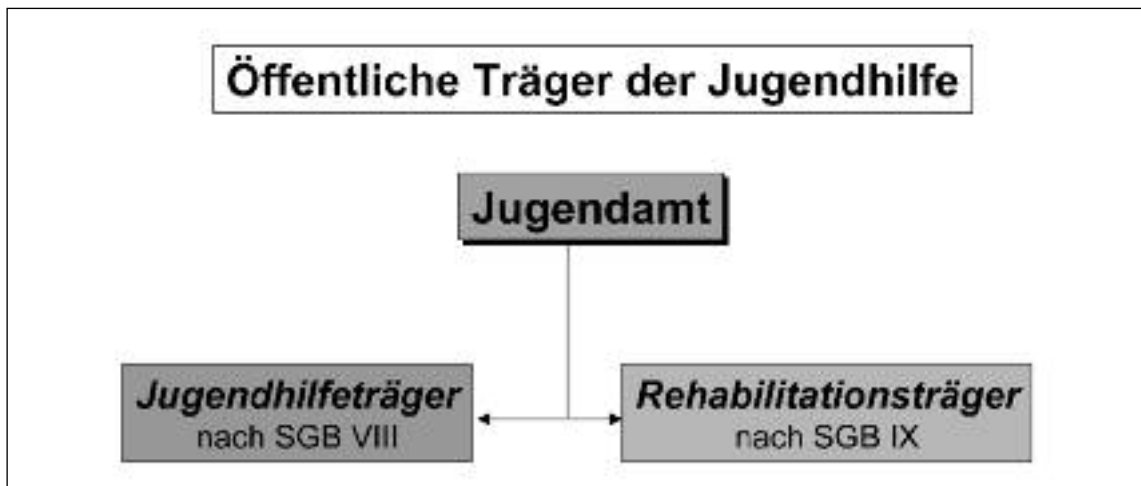 Öffentliche Träger der Jugendhilfe
Jugendamt
Jugendhilfeträger
nach SGB VIII
Rehabilitationsträger
nach SGB IX